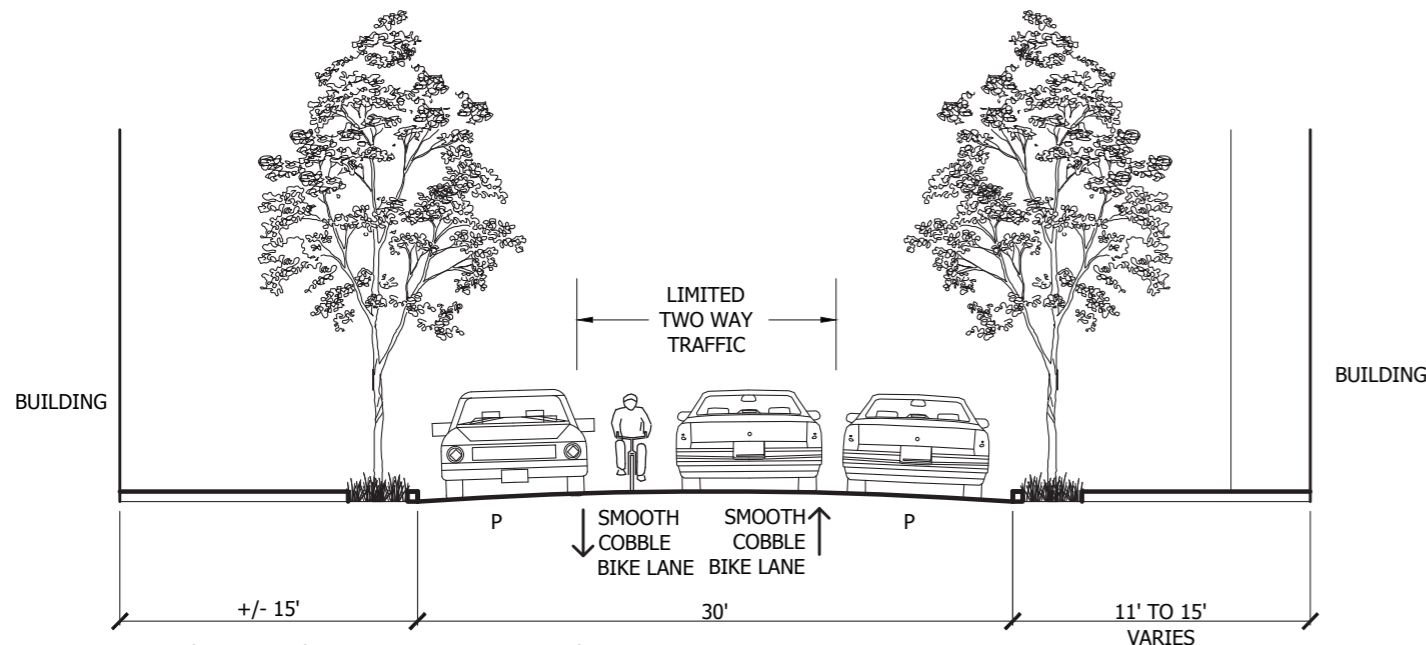 LIMITED
TWO WAY
TRAFFIC
BUILDING
BUILDING
P
SMOOTH
COBBLE
BIKE LANE
SMOOTH
COBBLE
BIKE LANE
P
+/- 15'
30'
11' TO 15'
VARIES